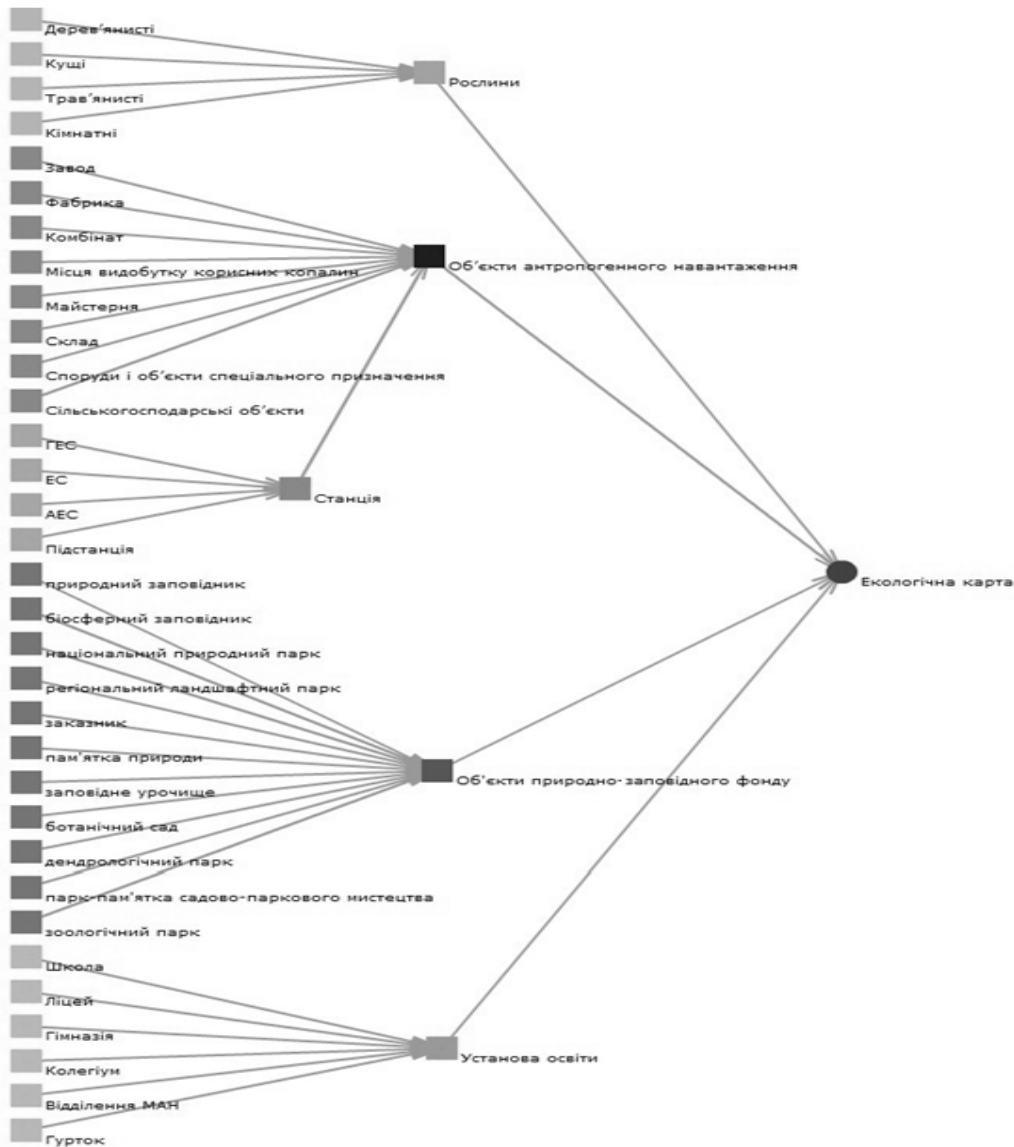 Дерев'янисті
Кущі
Трав'янисті
Кімнатні
Рослини
Завод
Фабрика
Комбінат
Місця видобутку корисних копалин
Майстерня
Склад
Споруди і об'єкти спеціального призначення
Сільськогосподарські об'єкти
Об'єкти антропогенного навантаження
ГЕС
ЕС
АЕС
Підстанція
Станція
природний заповідник
біосферний заповідник
національний природний парк
регіональний ландшафтний парк
заказник
пам'ятка природи
заповідне урочище
ботанічний сад
дендрологічний парк
парк-пам'ятка садово-паркового мистецтва
зоологічний парк
Об'єкти природно-заповідного фонду
Школа
Ліцей
Гімназія
Колегіум
Відділення МАН
Гурток
Установа освіти
Екологічна карта